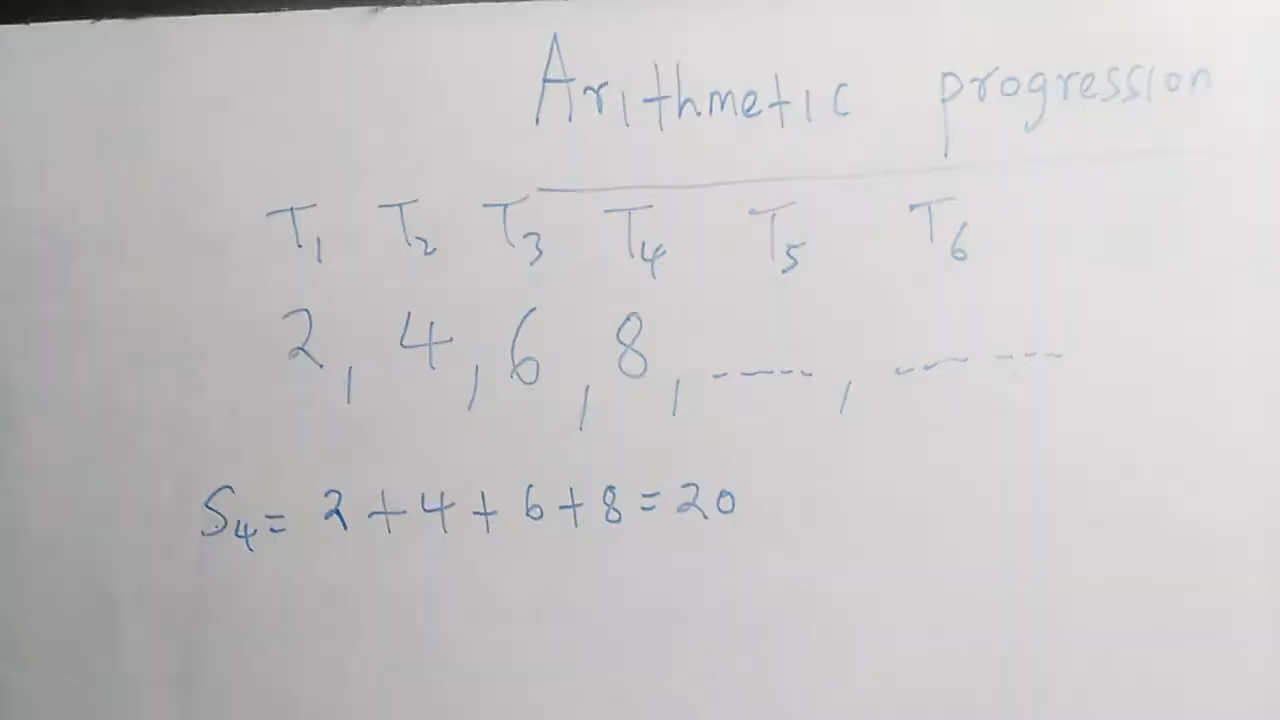 Arithmetic progression
T1 T2 T3 T4 T5 T6
2, 4, 6, 8, -----, -----
S4= 2+4+6+8=20